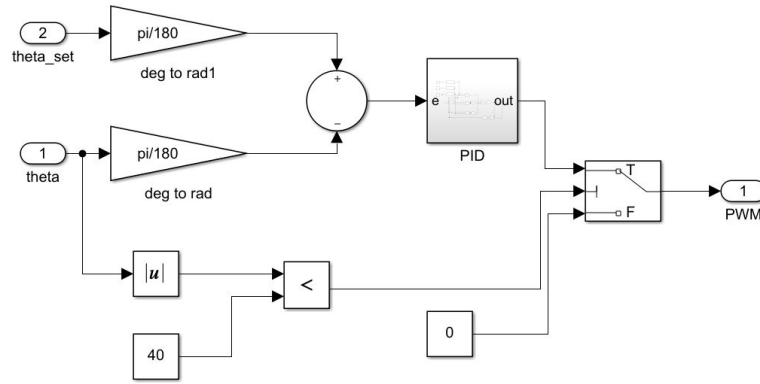 2
pi/180
theta_set
deg to rad1
+
e
out
1
pi/180
−
PID
theta
deg to rad
T
1
F
PWM
|u|
<
40
0